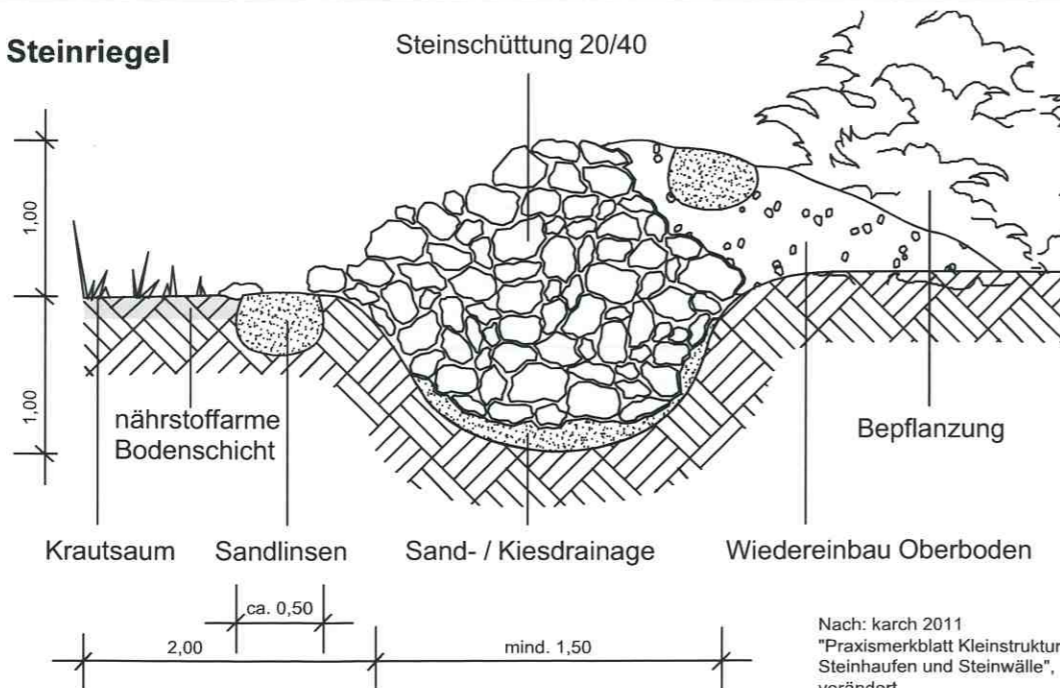 Steinriegel
Steinschüttung 20/40
1,00
1,00
nährstoffarme
Bodenschicht
Bepflanzung
Krautsaum
Sandlinsen
Sand- / Kiesdrainage
Wiedereinbau Oberboden
ca. 0,50
2,00
mind. 1,50
Nach: karch 2011
"Praxismerkblatt Kleinstruktur
Steinhaufen und Steinwälle",
verändert